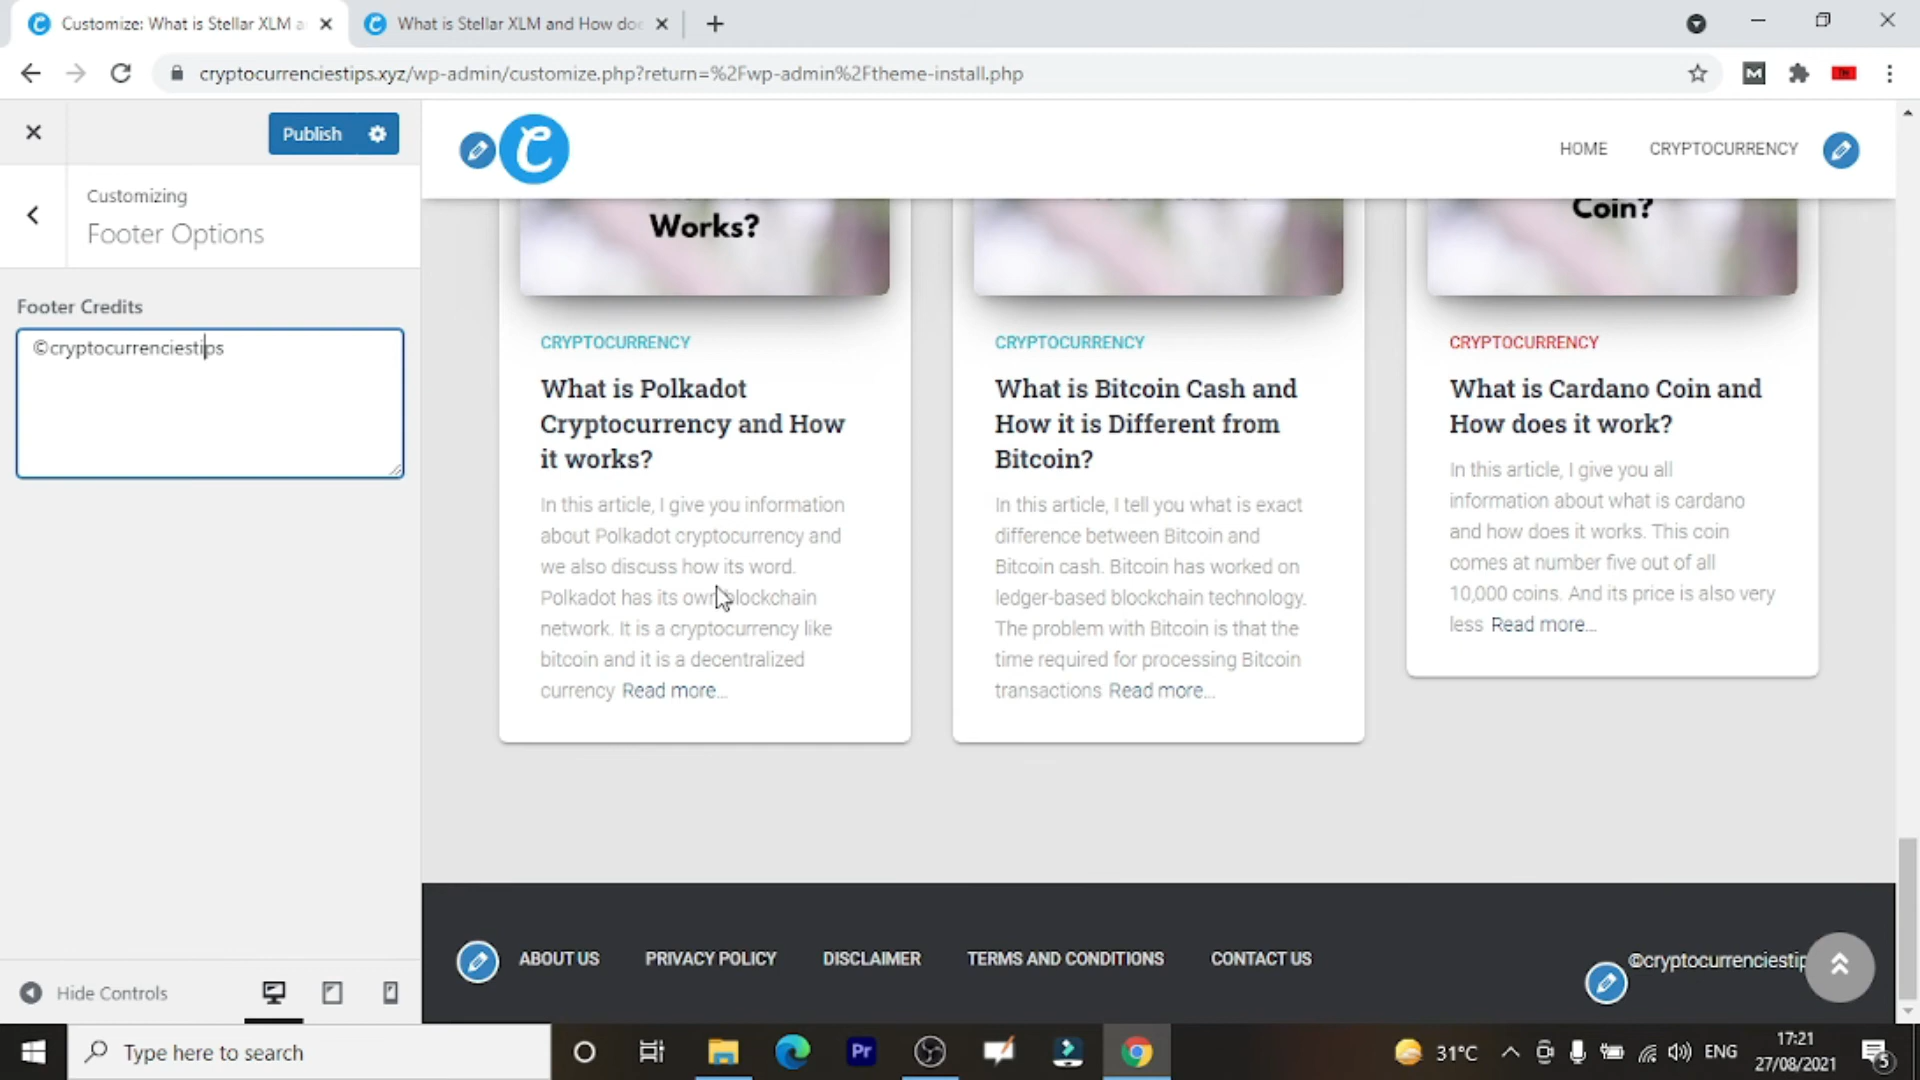 Customize: What is Stellar XLM a
What is Stellar XLM and How doe
cryptocurrenciestips.xyz/wp-admin/customize.php?return=%2Fwp-admin%2Ftheme-install.php
Publish
Customizing
Footer Options
Footer Credits
©cryptocurrenciestips
HOME
CRYPTOCURRENCY
Works?
Coin?
CRYPTOCURRENCY
What is Polkadot
Cryptocurrency and How
it works?
In this article, I give you information
about Polkadot cryptocurrency and
we also discuss how its word.
Polkadot has its own blockchain
network. It is a cryptocurrency like
bitcoin and it is a decentralized
currency Read more...
CRYPTOCURRENCY
What is Bitcoin Cash and
How it is Different from
Bitcoin?
In this article, I tell you what is exact
difference between Bitcoin and
Bitcoin cash. Bitcoin has worked on
ledger-based blockchain technology.
The problem with Bitcoin is that the
time required for processing Bitcoin
transactions Read more...
CRYPTOCURRENCY
What is Cardano Coin and
How does it work?
In this article, I give you all
information about what is cardano
and how does it works. This coin
comes at number five out of all
10,000 coins. And its price is also very
less Read more...
ABOUT US
PRIVACY POLICY
DISCLAIMER
TERMS AND CONDITIONS
CONTACT US
©cryptocurrenciestip
Hide Controls
Type here to search
Pr
31°C
ENG
17:21
27/08/2021
5